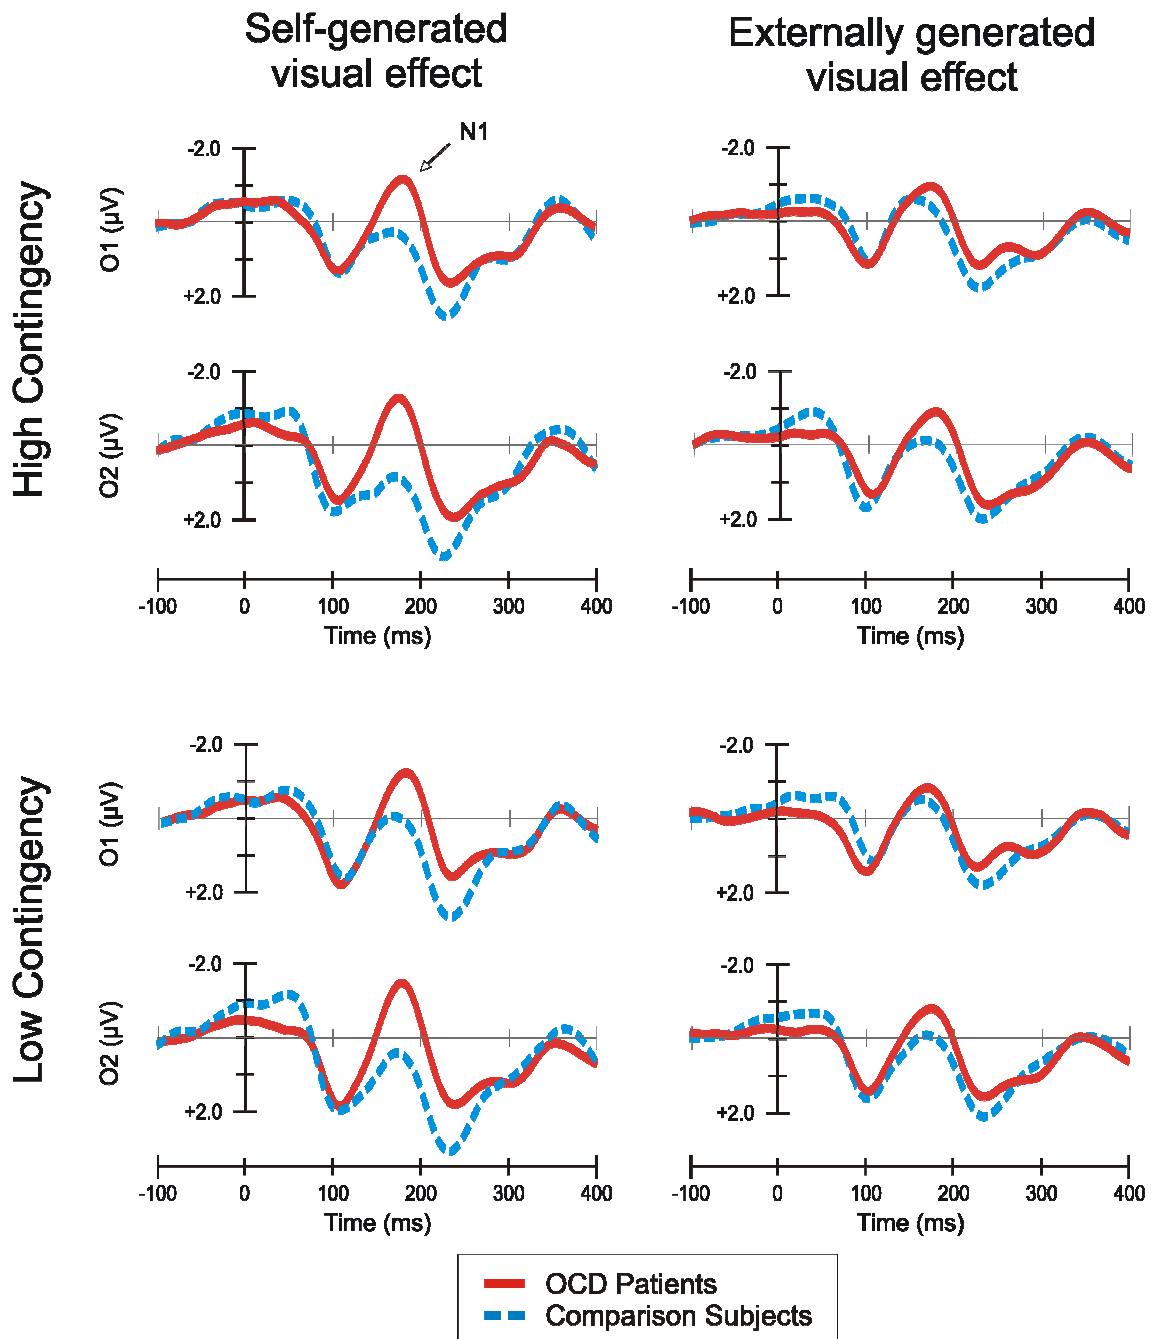 Self-generated
visual effect
Externally generated
visual effect
High Contingency
N1
O1 (µV)
-2.0
+2.0
-2.0
+2.0
O2 (µV)
-2.0
+2.0
-2.0
+2.0
-100 0 100 200 300 400
Time (ms)
-100 0 100 200 300 400
Time (ms)
Low Contingency
O1 (µV)
-2.0
+2.0
-2.0
+2.0
O2 (µV)
-2.0
+2.0
-2.0
+2.0
-100 0 100 200 300 400
Time (ms)
-100 0 100 200 300 400
Time (ms)
OCD Patients
Comparison Subjects